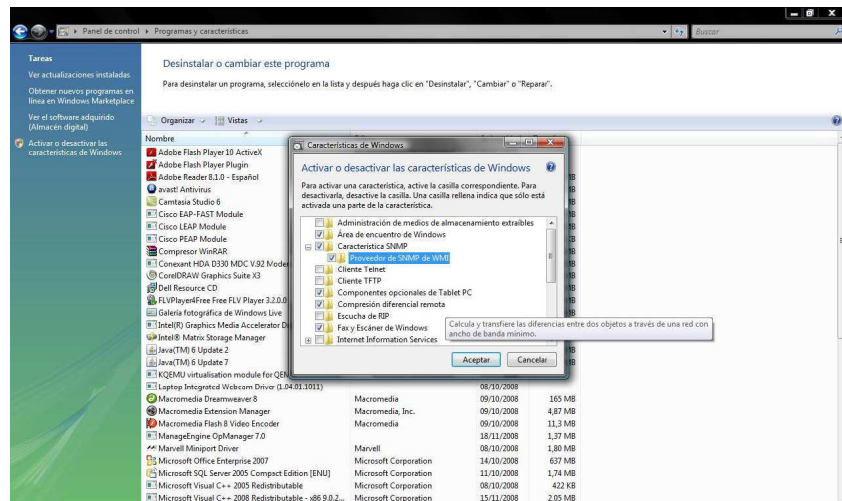 Panel de control ▸ Programas y características
Buscar
Tareas
Ver actualizaciones instaladas
Obtener nuevos programas en
línea en Windows Marketplace
Ver el software adquirido
(Almacén digital)
Activar o desactivar las
características de Windows
Desinstalar o cambiar este programa
Para desinstalar un programa, selecciónelo en la lista y después haga clic en "Desinstalar", "Cambiar" o "Reparar".
Organizar Vistas
Nombre
Adobe Flash Player 10 ActiveX
Adobe Flash Player Plugin
Adobe Reader 8.1.0 - Español
avast! Antivirus
Camtasia Studio 6
Cisco EAP-FAST Module
Cisco LEAP Module
Cisco PEAP Module
Compresor WinRAR
Conexant HDA D330 MDC V.92 Modem
CorelDRAW Graphics Suite X3
Dell Resource CD
FLVPlayer4Free Free FLV Player 3.2.0.0
Galería fotográfica de Windows Live
Intel(R) Graphics Media Accelerator
Intel® Matrix Storage Manager
Java(TM) 6 Update 2
Java(TM) 6 Update 7
KQEMU virtualisation module for QEM
Laptop Integrated Webcam Driver (1.04.01.1011) 08/10/2008
Macromedia Dreamweaver 8 Macromedia 09/10/2008 165 MB
Macromedia Extension Manager Macromedia, Inc. 09/10/2008 4,87 MB
Macromedia Flash 8 Video Encoder Macromedia 09/10/2008 11,3 MB
ManageEngine OpManager 7.0 18/11/2008 1,37 MB
Marvell Miniport Driver Marvell 08/10/2008 1,80 MB
Microsoft Office Enterprise 2007 Microsoft Corporation 14/10/2008 637 MB
Microsoft SQL Server 2005 Compact Edition [ENU] Microsoft Corporation 11/10/2008 1,74 MB
Microsoft Visual C++ 2005 Redistributable Microsoft Corporation 08/10/2008 422 KB
Microsoft Visual C++ 2008 Redistributable - x86 9.0.2... Microsoft Corporation 15/11/2008 2,05 MB
Características de Windows
Activar o desactivar las características de Windows
Para activar una característica, active la casilla correspondiente. Para
desactivarla, desactive la casilla. Una casilla rellena indica que sólo está
activada una parte de la característica.
Administración de medios de almacenamiento extraíbles
Área de encuentro de Windows
Característica SNMP
Proveedor de SNMP de WMI
Cliente Telnet
Cliente TFTP
Componentes opcionales de Tablet PC
Compresión diferencial remota
Escucha de RIP
Fax y Escáner de Windows
Internet Information Services
Calcula y transfiere las diferencias entre dos objetos a través de una red con
ancho de banda mínimo.
Aceptar Cancelar